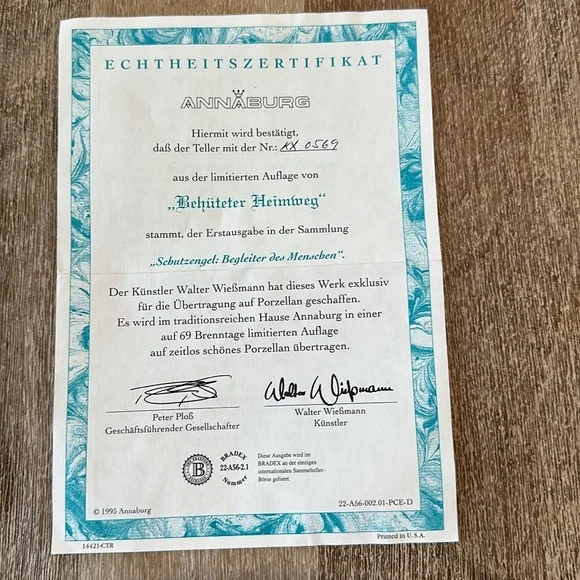 ECHTHEITSZERTIFIKAT
ANNABURG
Hiermit wird bestätigt,
daß der Teller mit der Nr.: KX 0569
aus der limitierten Auflage von
„Behüteter Heimweg“
stammt, der Erstausgabe in der Sammlung
„Schutzengel: Begleiter des Menschen“.
Der Künstler Walter Wießmann hat dieses Werk exklusiv
für die Übertragung auf Porzellan geschaffen.
Es wird im traditionsreichen Hause Annaburg in einer
auf 69 Brenntage limitierten Auflage
auf zeitlos schönes Porzellan übertragen.
Walter Wießmann
Peter Ploß
Geschäftsführender Gesellschafter
Walter Wießmann
Künstler
B
BRADEX
22-A56-2.1
Nummer
Diese Ausgabe wird im
BRADEX an der einzigen
internationalen Sammelteller-
Börse gelistet.
© 1995 Annaburg
22-A56-002.01-PCE-D
14421-CTR
Printed in U.S.A.